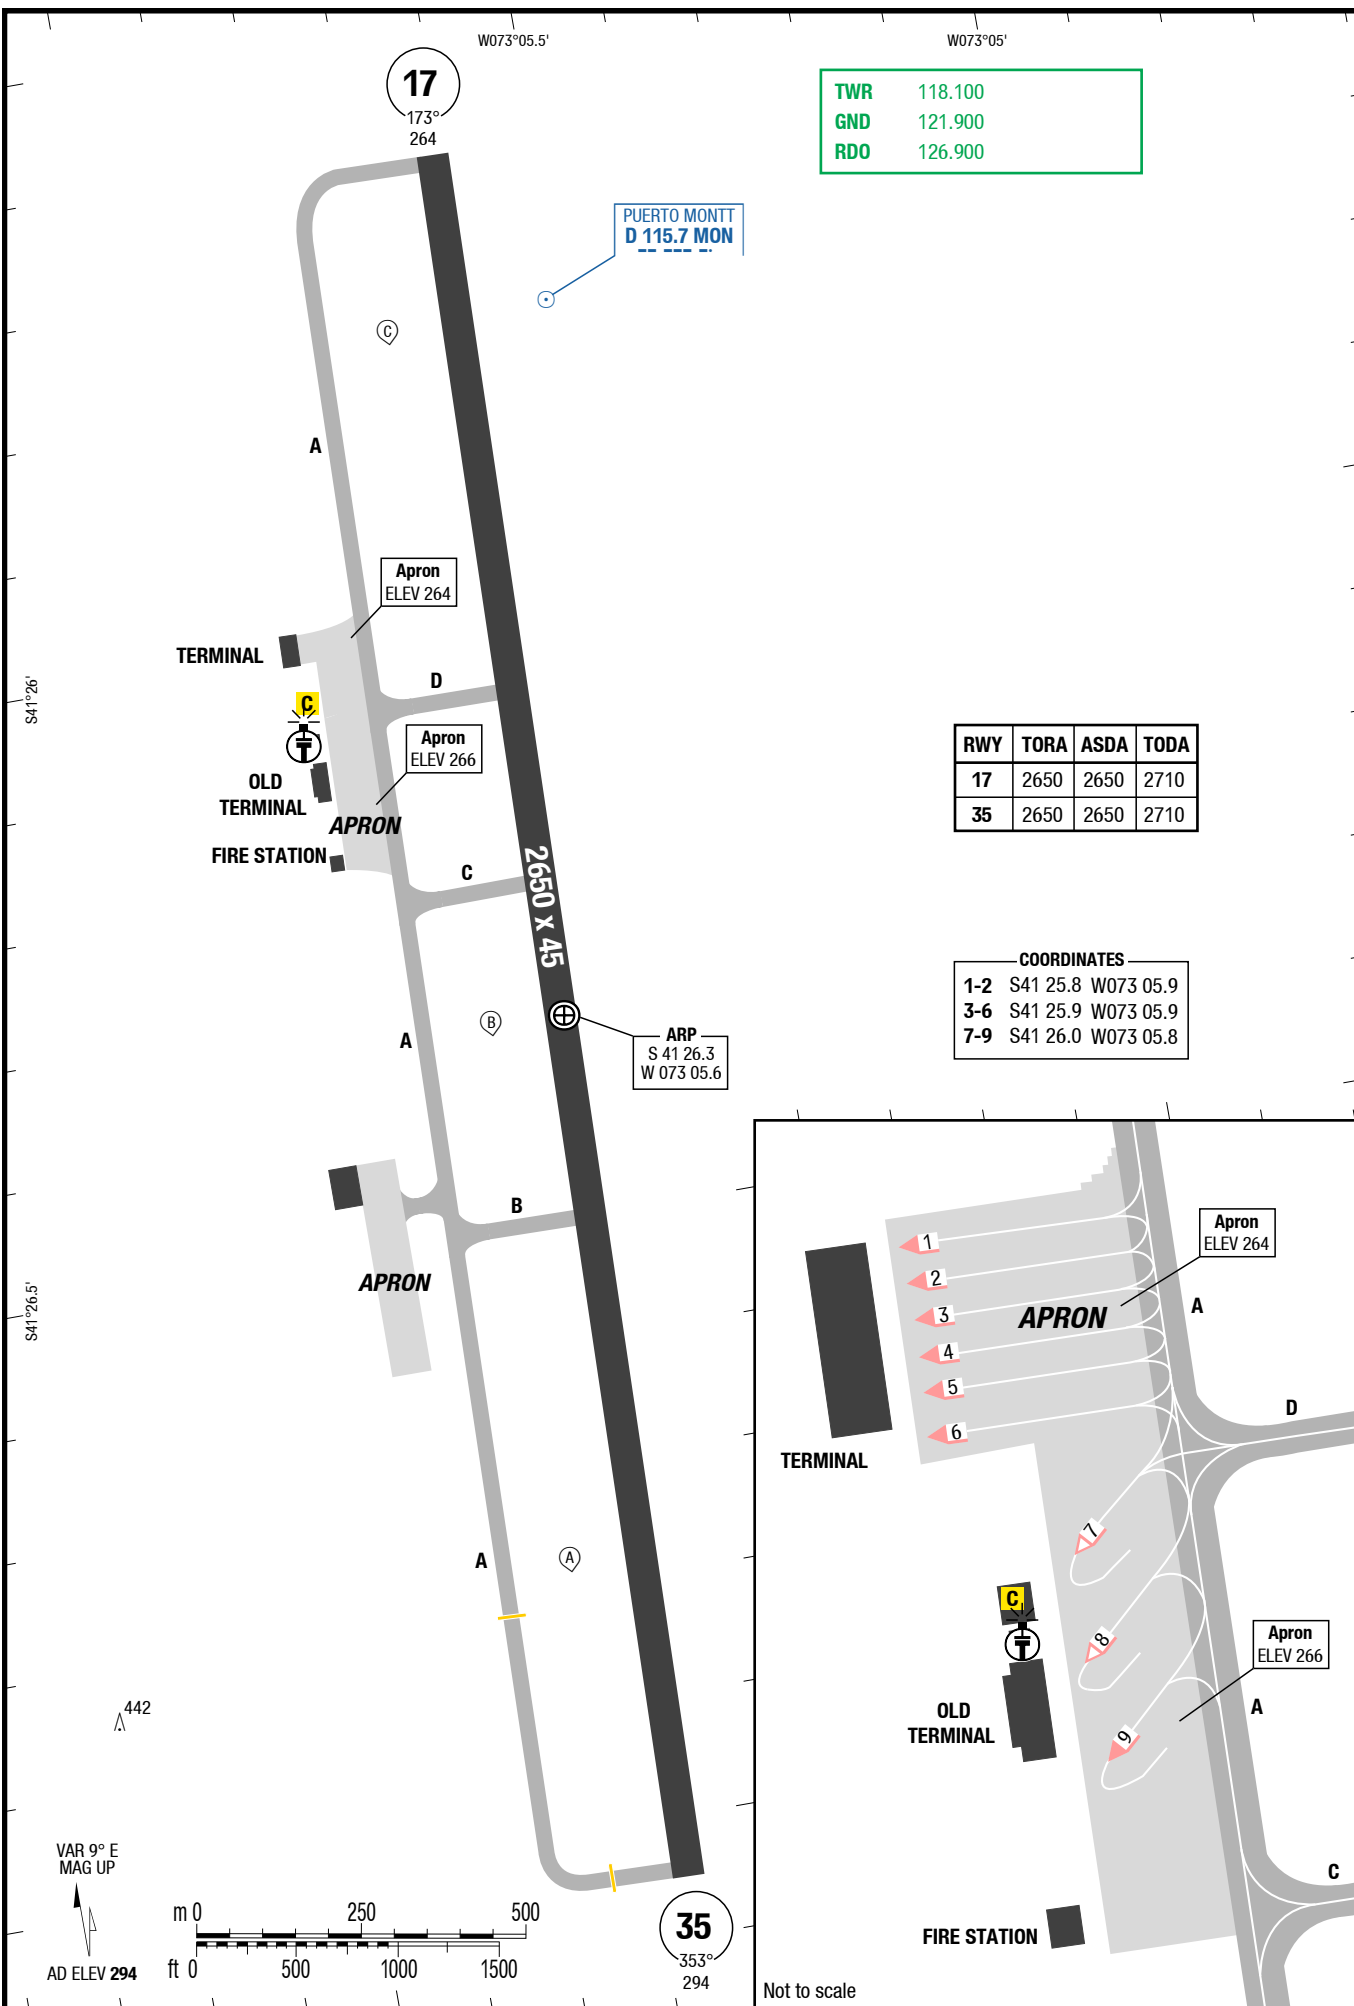 W073°05.5'
W073°05'
17
173°
264
TWR 118.100
GND 121.900
RDO 126.900
PUERTO MONTT
D 115.7 MON
C
A
Apron
ELEV 264
TERMINAL
D
S41°26'
C
Apron
ELEV 266
OLD
TERMINAL
APRON
FIRE STATION
C
2650 x 45
RWY TORA ASDA TODA
17 2650 2650 2710
35 2650 2650 2710
COORDINATES
1-2 S41 25.8 W073 05.9
3-6 S41 25.9 W073 05.9
7-9 S41 26.0 W073 05.8
B
A
ARP
S 41 26.3
W 073 05.6
B
APRON
S41°26.5'
A
A
442
VAR 9° E
MAG UP
AD ELEV 294
m 0 250 500
ft 0 500 1000 1500
35
353°
294
1
2
3
4
5
6
APRON
Apron
ELEV 264
A
D
TERMINAL
7
8
9
C
OLD
TERMINAL
Apron
ELEV 266
A
C
FIRE STATION
Not to scale